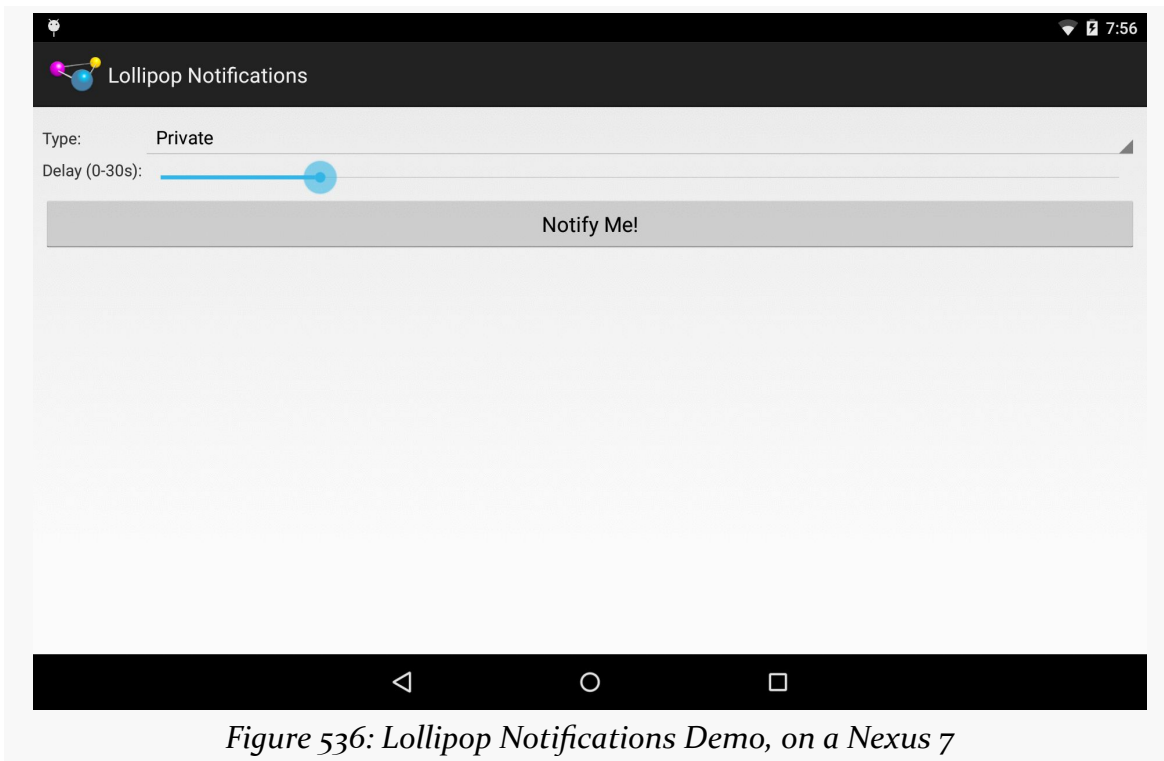 7:56
Lollipop Notifications
Type: Private
Delay (0-30s):
Notify Me!
Figure 536: Lollipop Notifications Demo, on a Nexus 7